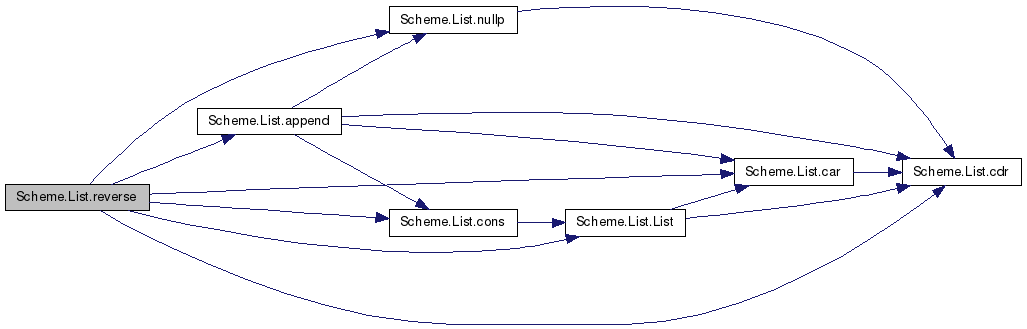 Scheme.List.nullp
Scheme.List.append
Scheme.List.car
Scheme.List.cdr
Scheme.List.reverse
Scheme.List.cons
Scheme.List.List